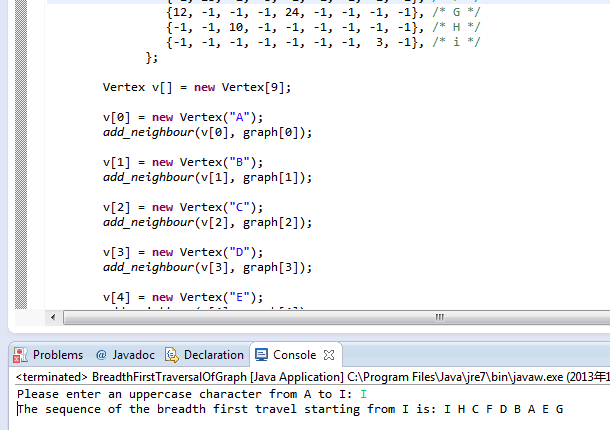 {12, -1, -1, -1, 24, -1, -1, -1, -1}, /* G */
{-1, -1, 10, -1, -1, -1, -1, -1, -1}, /* H */
{-1, -1, -1, -1, -1, -1, -1, 3, -1}, /* i */
};
Vertex v[] = new Vertex[9];
v[0] = new Vertex("A");
add_neighbour(v[0], graph[0]);
v[1] = new Vertex("B");
add_neighbour(v[1], graph[1]);
v[2] = new Vertex("C");
add_neighbour(v[2], graph[2]);
v[3] = new Vertex("D");
add_neighbour(v[3], graph[3]);
v[4] = new Vertex("E");
Problems @ Javadoc Declaration Console
<terminated> BreadthFirstTraversalOfGraph [Java Application] C:\Program Files\Java\jre7\bin\javaw.exe (2013年1
Please enter an uppercase character from A to I: I
The sequence of the breadth first travel starting from I is: I H C F D B A E G